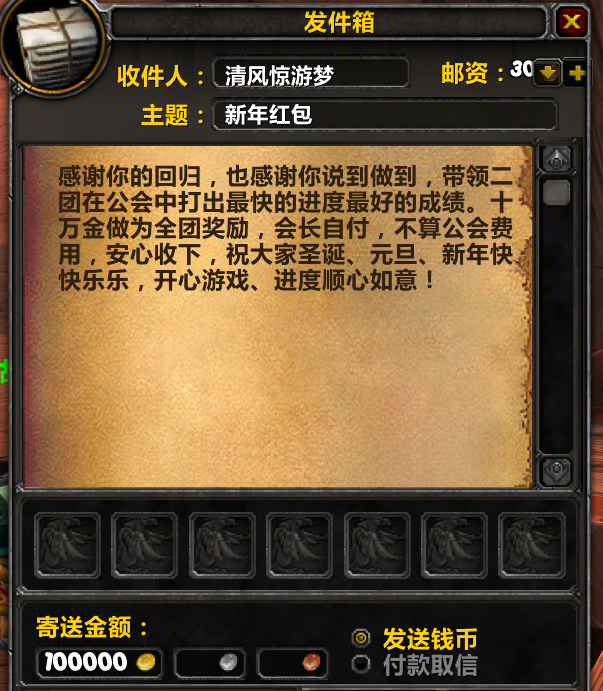 发件箱
收件人：清风惊游梦 邮资：30
主题：新年红包
感谢你的回归，也感谢你说到做到，带领二
团在公会中打出最快的进度最好的成绩。十
万金做为全团奖励，会长自付，不算公会费
用，安心收下，祝大家圣诞、元旦、新年快
快乐乐，开心游戏、进度顺心如意！
寄送金额：
100000
发送钱币
付款取信